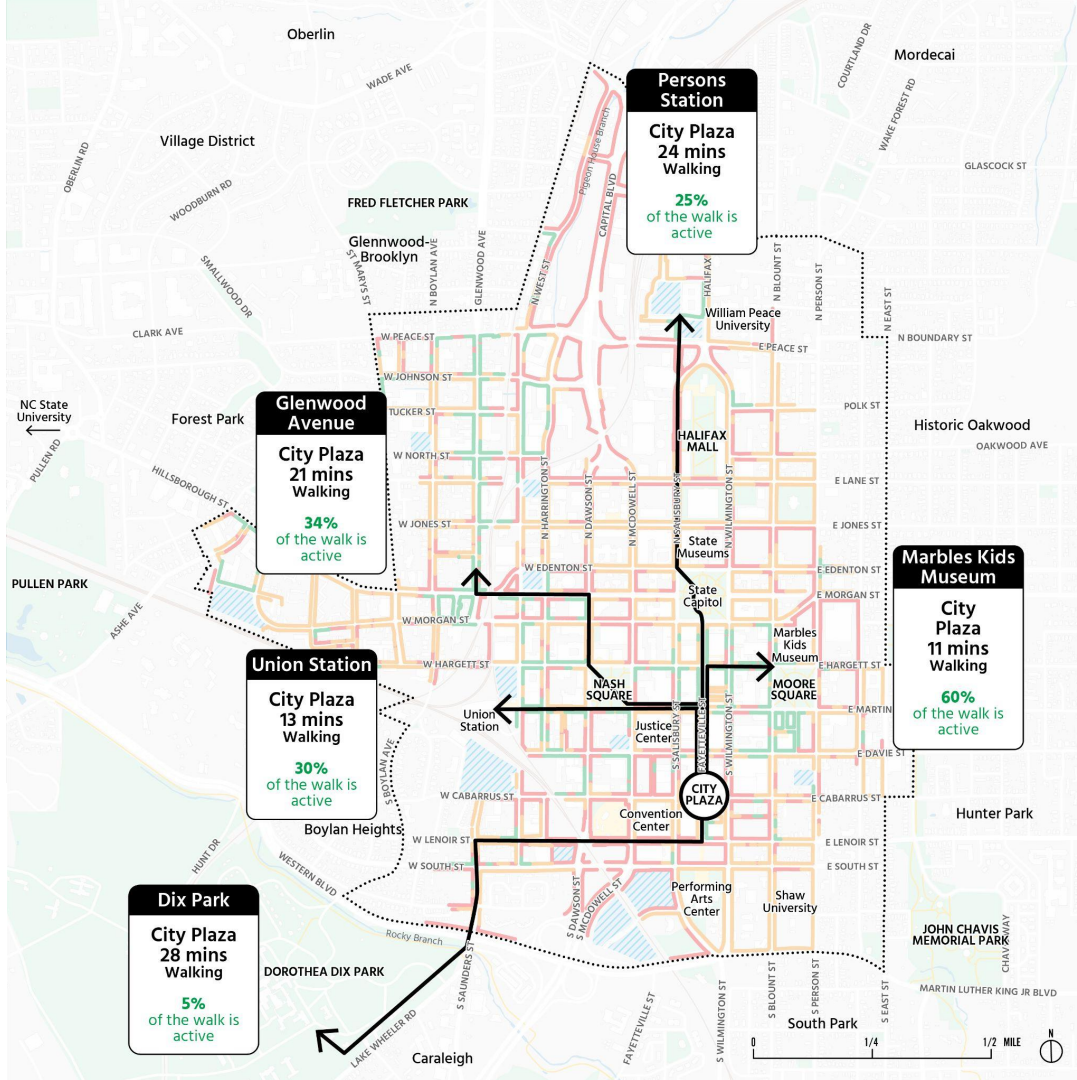 Oberlin
Mordecai
COURTLAND DR
WADE AVE
WAKE FOREST RD
Persons
Station
City Plaza
24 mins
Walking
25%
of the walk is
active
Village District
OBERLIN RD
WOODBURN RD
GLASCOCK ST
Pigeon House Branch
CAPITAL BLVD
FRED FLETCHER PARK
Glennwood-
Brooklyn
ST MARYS ST
N BOYLAN AVE
GLENWOOD AVE
SMALLWOOD DR
N WEST ST
HALIFAX
N BLOUNT ST
N PERSON ST
N EAST ST
CLARK AVE
William Peace
University
W PEACE ST
E PEACE ST
N BOUNDARY ST
W JOHNSON ST
Glenwood
Avenue
City Plaza
21 mins
Walking
34%
of the walk is
active
NC State
University
Forest Park
TUCKER ST
POLK ST
Historic Oakwood
OAKWOOD AVE
PULLEN RD
HALIFAX
MALL
W NORTH ST
HILLSBOROUGH ST
N HARRINGTON ST
N DAWSON ST
N MCDOWELL ST
N SALISBURY ST
N WILMINGTON ST
E LANE ST
W JONES ST
E JONES ST
State
Museums
W EDENTON ST
E EDENTON ST
State
Capitol
E MORGAN ST
PULLEN PARK
ASHE AVE
W MORGAN ST
Marbles Kids
Museum
City
Plaza
11 mins
Walking
60%
of the walk is
active
Marbles
Kids
Museum
E HARGETT ST
W HARGETT ST
Union Station
City Plaza
13 mins
Walking
30%
of the walk is
active
NASH
SQUARE
MOORE
SQUARE
E MARTIN
Union
Station
Justice
Center
S SALISBURY ST
FAYETTEVILLE ST
S WILMINGTON ST
E DAVIE ST
S BOYLAN AVE
CITY
PLAZA
W CABARRUS ST
E CABARRUS ST
Convention
Center
Hunter Park
Boylan Heights
W LENOIR ST
E LENOIR ST
HUNT DR
WESTERN BLVD
W SOUTH ST
E SOUTH ST
S DAWSON ST
S MCDOWELL ST
Performing
Arts
Center
Shaw
University
Dix Park
City Plaza
28 mins
Walking
5%
of the walk is
active
Rocky Branch
JOHN CHAVIS
MEMORIAL PARK
CHAVIS WAY
DOROTHEA DIX PARK
S SAUNDERS ST
LAKE WHEELER RD
FAYETTEVILLE ST
S WILMINGTON ST
S BLOUNT ST
S PERSON ST
S EAST ST
MARTIN LUTHER KING JR BLVD
South Park
Caraleigh
0 1/4 1/2 MILE
N